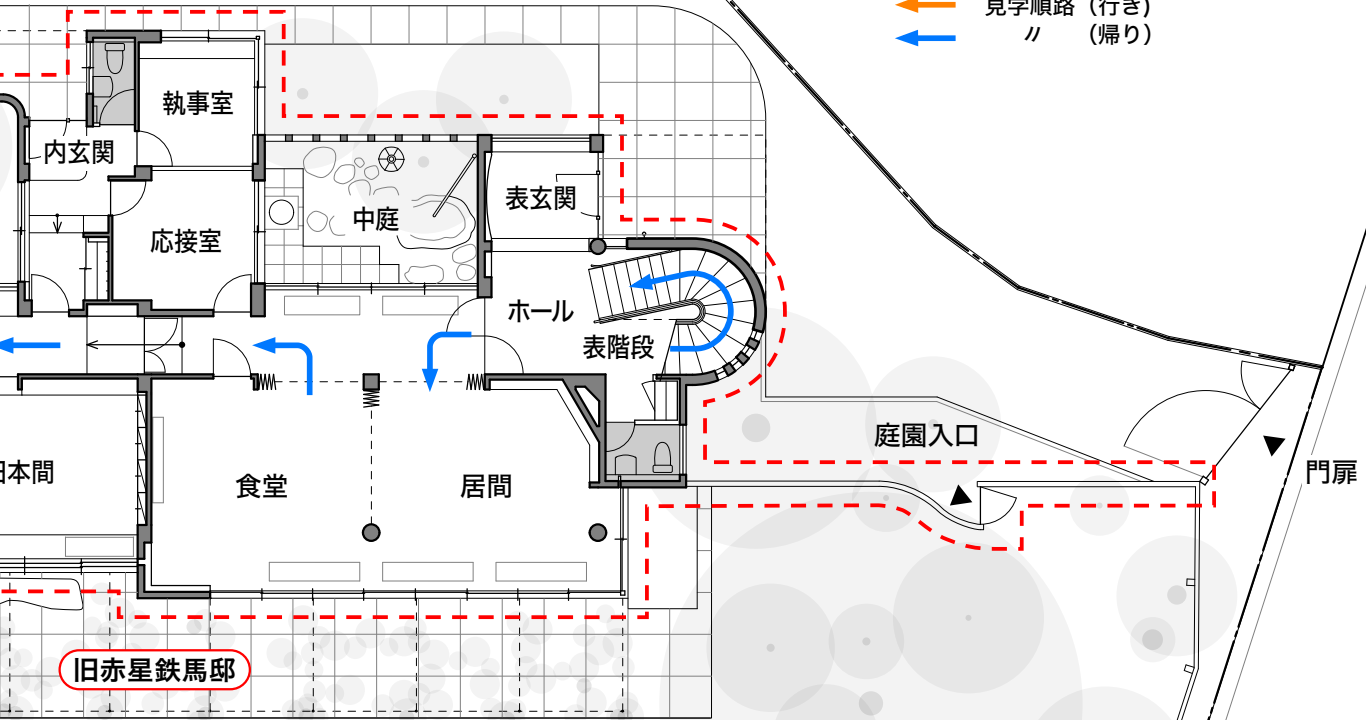 見学順路（行き)
〃　（帰り）
執事室
内玄関
応接室
中庭
表玄関
ホール
表階段
庭園入口
門扉
日本間
食堂
居間
旧赤星鉄馬邸